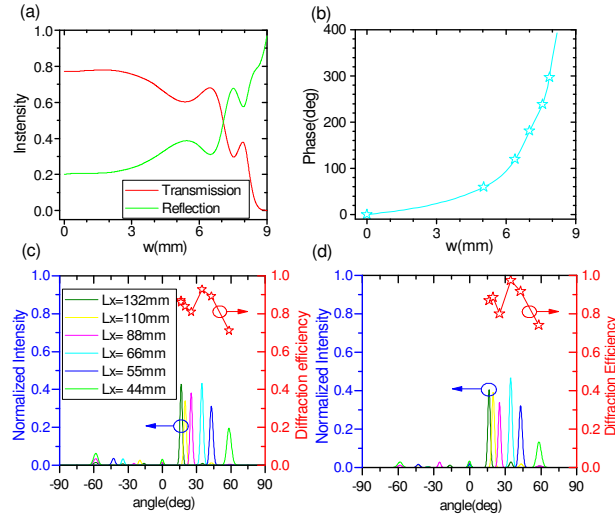 (a)
1.0
0.8
0.6
0.4
0.2
0.0
Instensity
Transmission
Reflection
0 3 6 9
w(mm)
(b)
400
300
200
100
0
Phase(deg)
0 2 4 6 8
w(mm)
(c)
1.0
0.8
0.6
0.4
0.2
0.0
Normalized Intensity
Lx=132mm
Lx=110mm
Lx= 88mm
Lx= 66mm
Lx= 55mm
Lx= 44mm
1.0
0.8
0.6
0.4
0.2
0.0
Diffraction efficiency
-90 -60 -30 0 30 60 90
angle(deg)
(d)
1.0
0.8
0.6
0.4
0.2
0.0
Normalized Intensity
1.0
0.8
0.6
0.4
0.2
0.0
Diffraction Efficiency
-90 -60 -30 0 30 60 90
angle(deg)